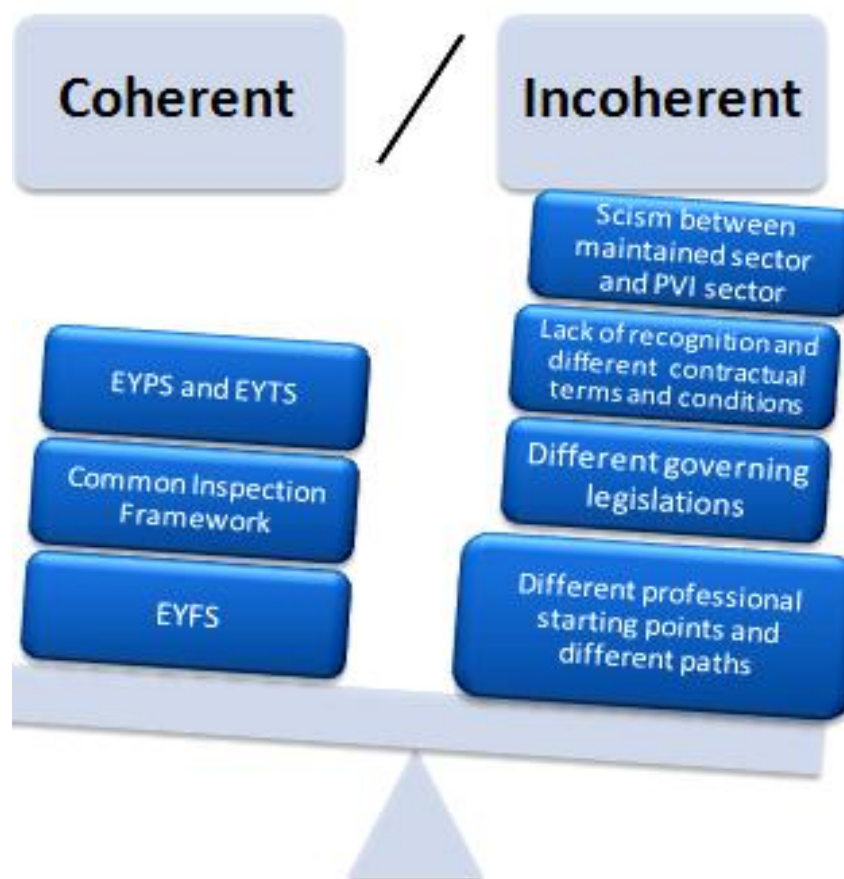 Coherent
/
Incoherent
EYPS and EYTS
Common Inspection
Framework
EYFS
Scism between
maintained sector
and PVI sector
Lack of recognition and
different contractual
terms and conditions
Different governing
legislations
Different professional
starting points and
different paths